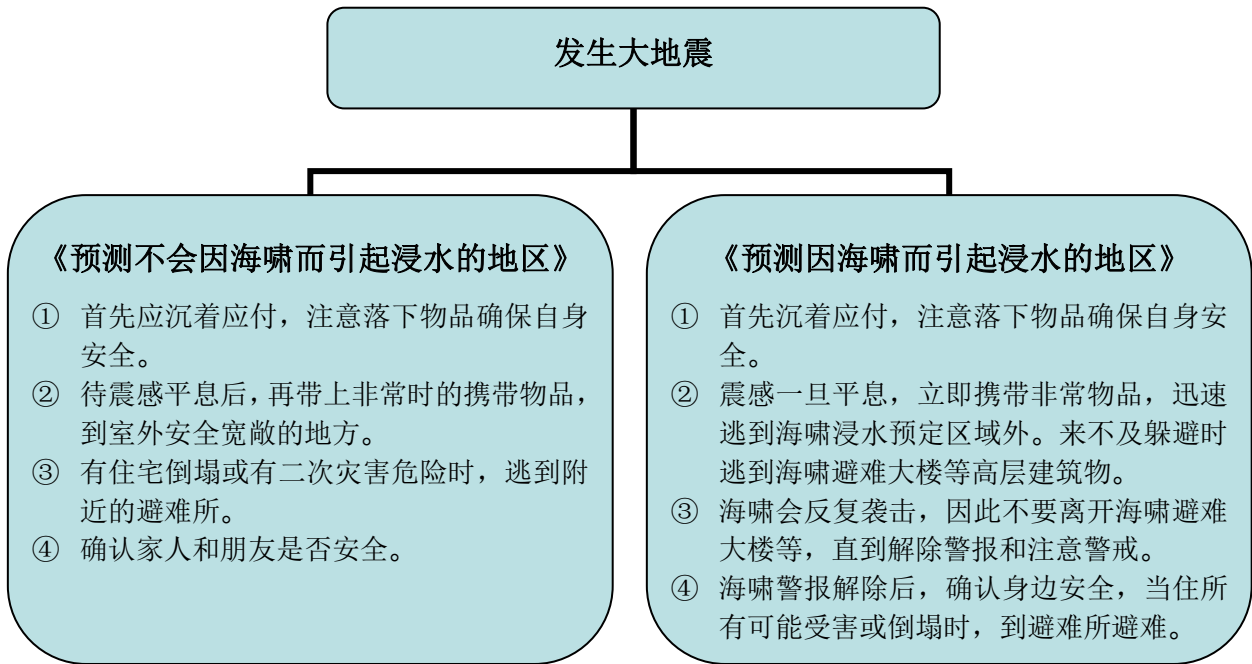 发生大地震
《预测不会因海啸而引起浸水的地区》
① 首先应沉着应付，注意落下物品确保自身
安全。
② 待震感平息后，再带上非常时的携带物品，
到室外安全宽敞的地方。
③ 有住宅倒塌或有二次灾害危险时，逃到附
近的避难所。
④ 确认家人和朋友是否安全。
《预测因海啸而引起浸水的地区》
① 首先沉着应付，注意落下物品确保自身安
全。
② 震感一旦平息，立即携带非常物品，迅速
逃到海啸浸水预定区域外。来不及躲避时
逃到海啸避难大楼等高层建筑物。
③ 海啸会反复袭击，因此不要离开海啸避难
大楼等，直到解除警报和注意警戒。
④ 海啸警报解除后，确认身边安全，当住所
有可能受害或倒塌时，到避难所避难。